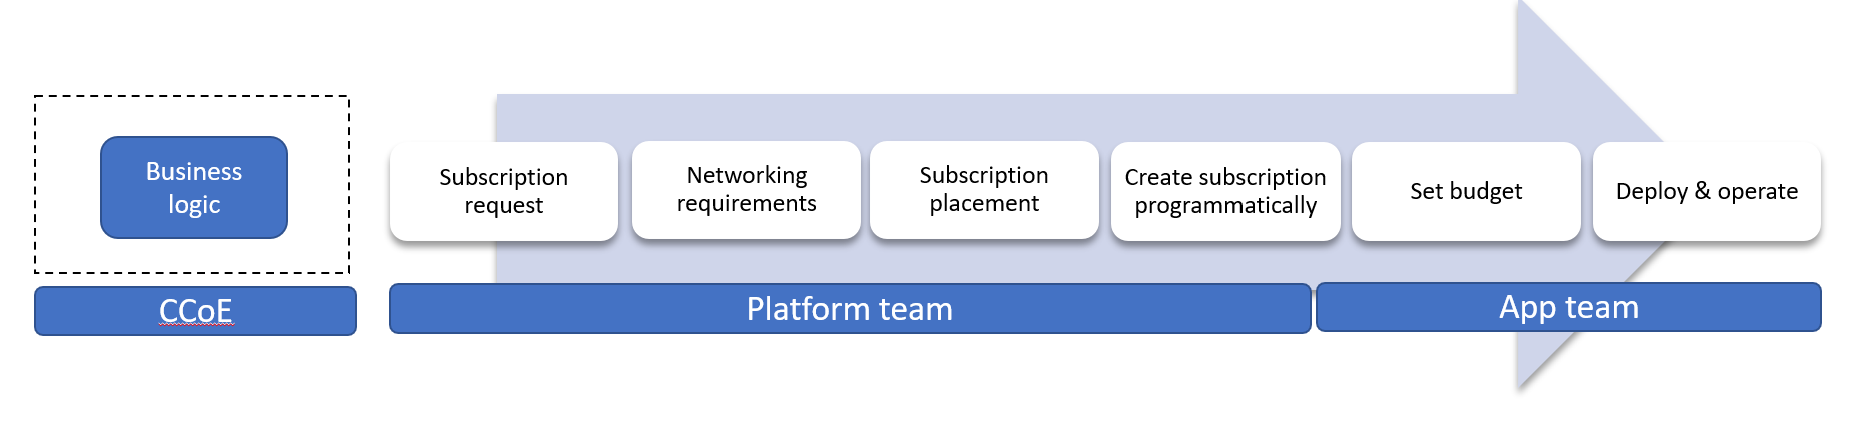 Business
logic
Subscription
request
Networking
requirements
Subscription
placement
Create subscription
programmatically
Set budget
Deploy & operate
CCoE
Platform team
App team